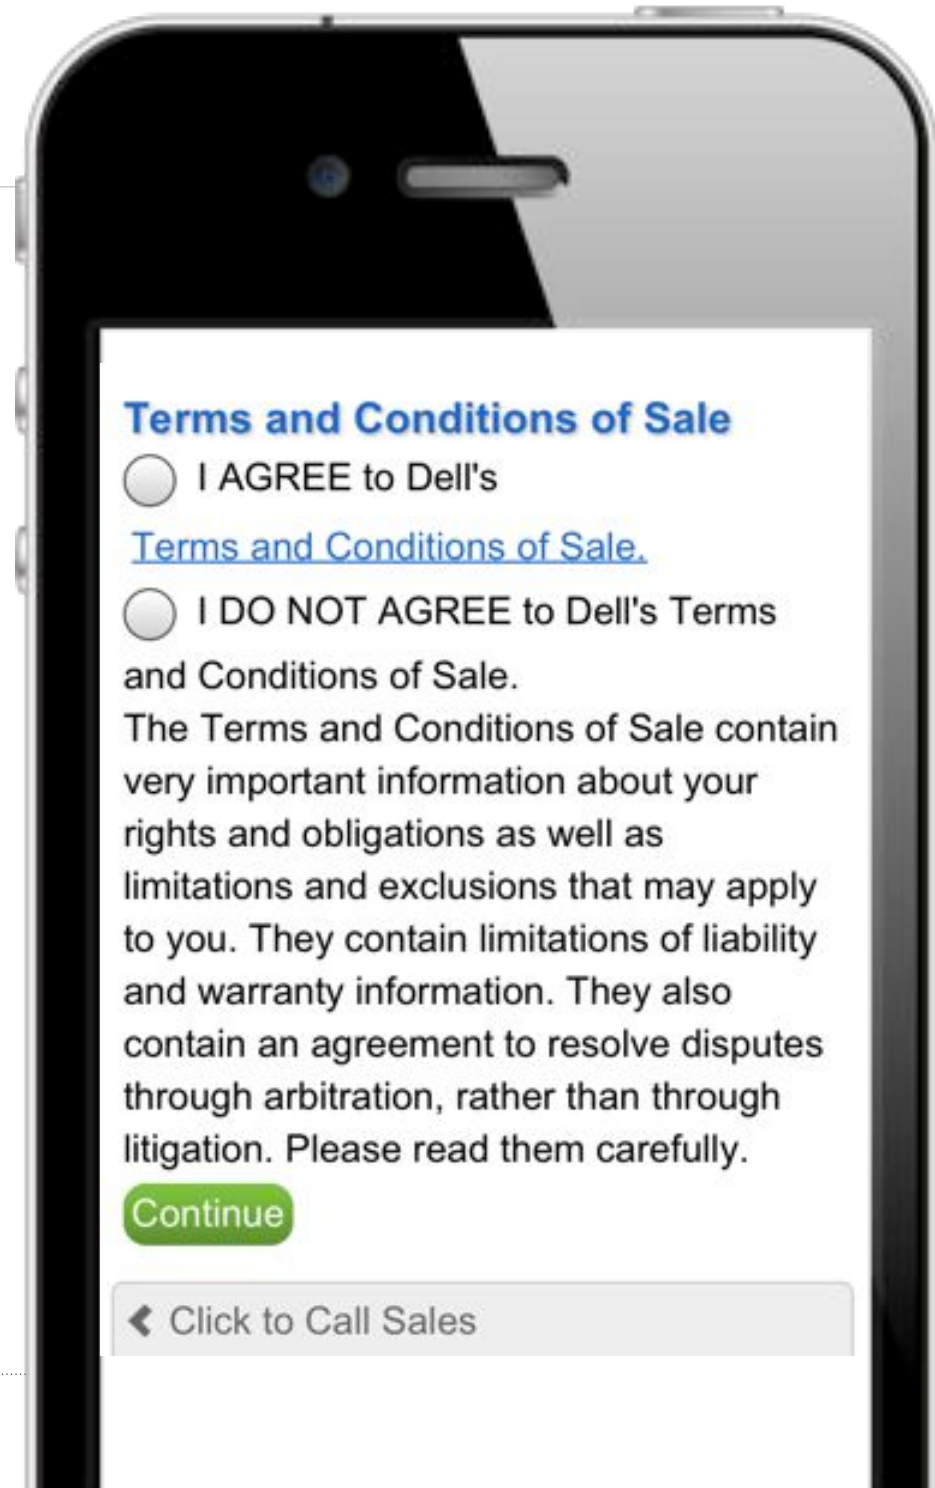 Terms and Conditions of Sale
I AGREE to Dell's
Terms and Conditions of Sale.
I DO NOT AGREE to Dell's Terms
and Conditions of Sale.
The Terms and Conditions of Sale contain
very important information about your
rights and obligations as well as
limitations and exclusions that may apply
to you. They contain limitations of liability
and warranty information. They also
contain an agreement to resolve disputes
through arbitration, rather than through
litigation. Please read them carefully.
Continue
Click to Call Sales